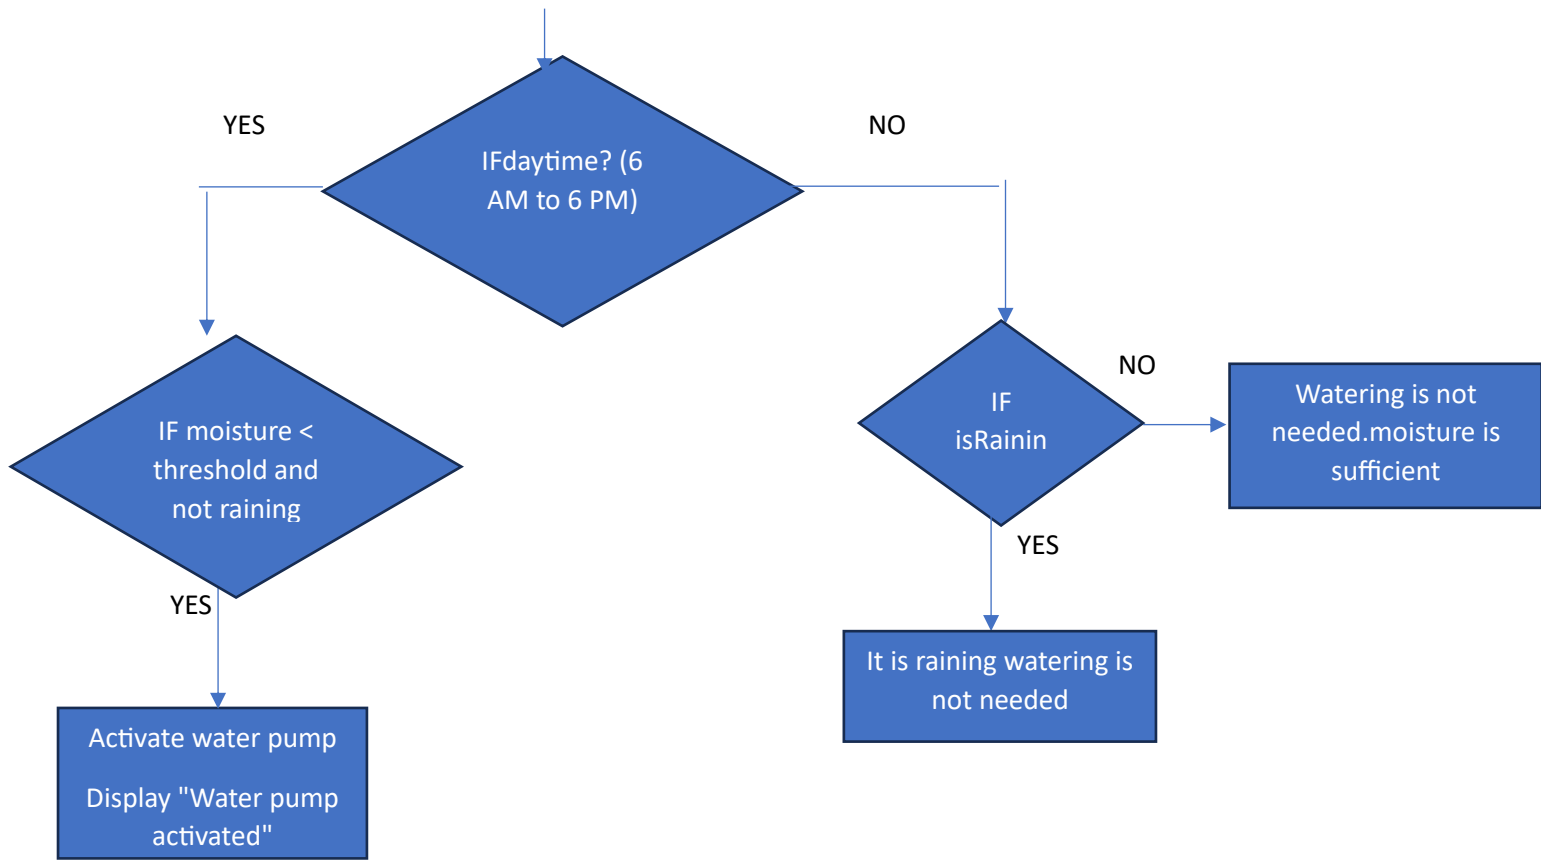 YES
NO
IFdaytime? (6
AM to 6 PM)
IF moisture <
threshold and
not raining
YES
Activate water pump
Display "Water pump
activated"
IF
isRainin
NO
Watering is not
needed.moisture is
sufficient
YES
It is raining watering is
not needed